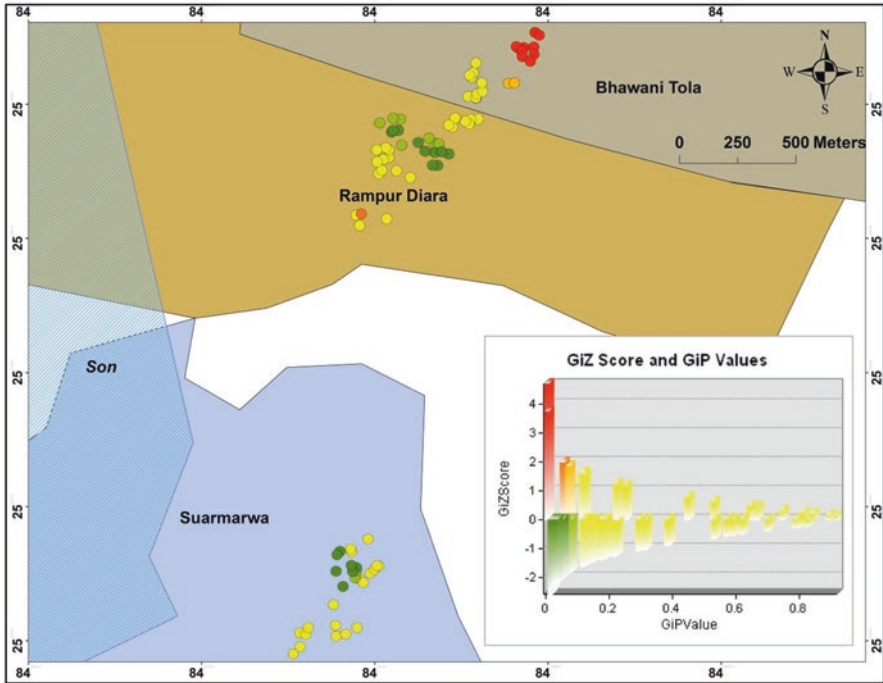 84 84 84 84 84
N
W E
S
Bhawani Tola
25 25
0 250 500 Meters
Rampur Diara
25 25
GiZ Score and GiP Values
Son
25 25
4
3
2
1
GiZScore
0
-1
-2
Suarmarwa
25 25
0 0.2 0.4 0.6 0.8
GiPValue
25 25
84 84 84 84 84